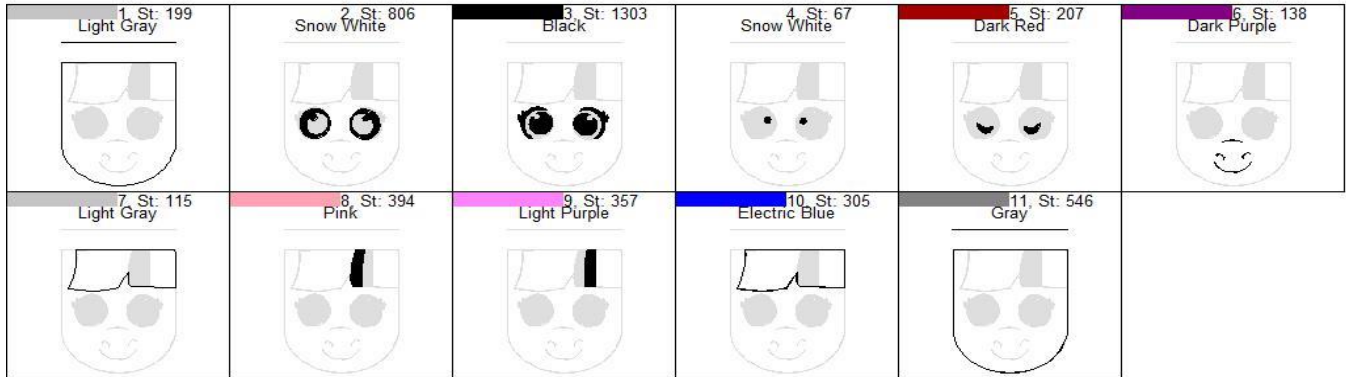 1, St: 199
Light Gray
2, St: 806
Snow White
3, St: 1303
Black
4, St: 67
Snow White
5, St: 207
Dark Red
6, St: 138
Dark Purple
7, St: 115
Light Gray
8, St: 394
Pink
9, St: 357
Light Purple
10, St: 305
Electric Blue
11, St: 546
Gray